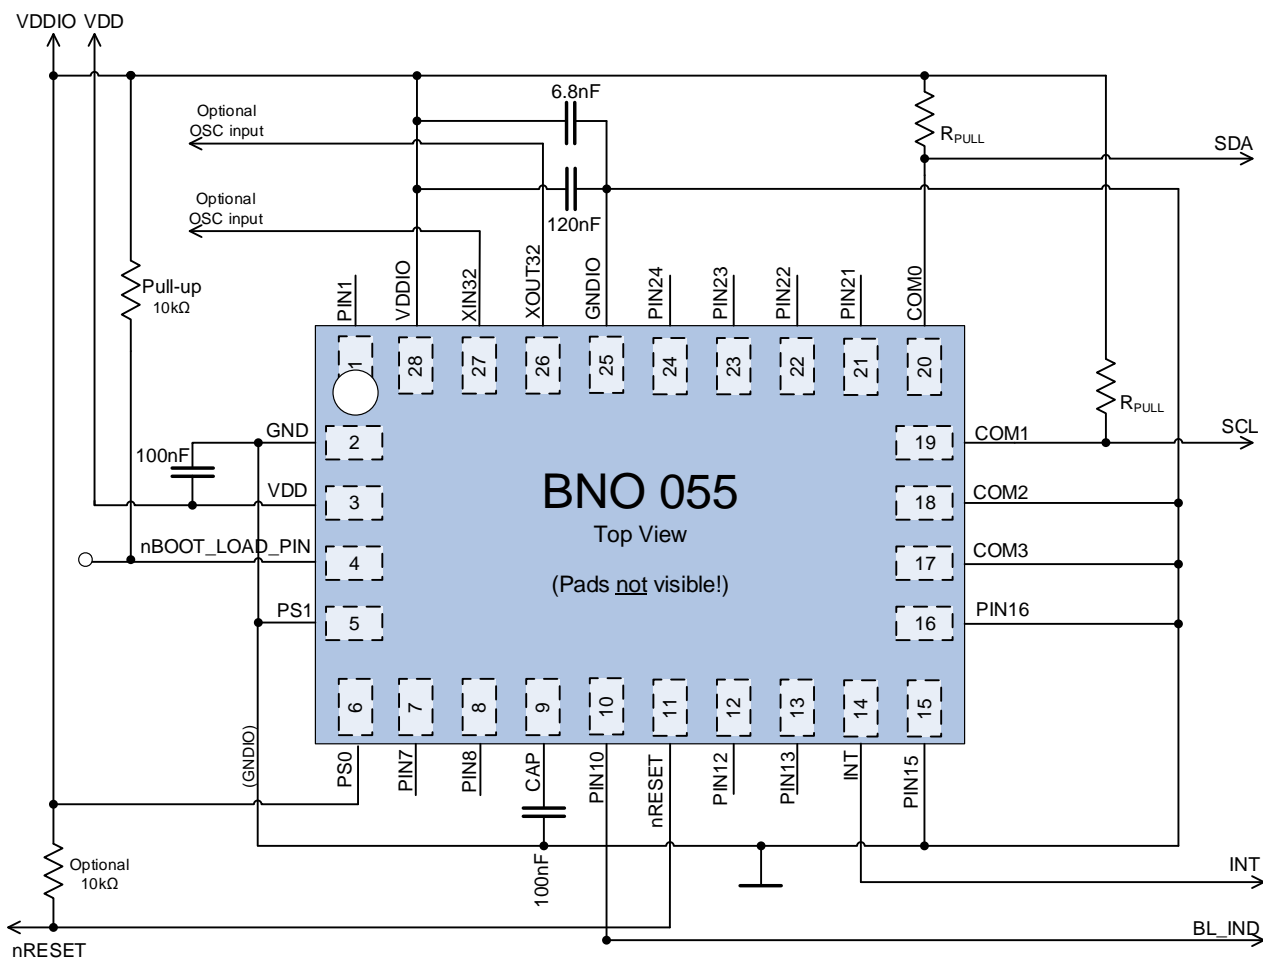 VDDIO VDD
Optional
OSC input
6.8nF
RPULL
SDA
Optional
OSC input
120nF
Pull-up
10kΩ
PIN1
VDDIO
XIN32
XOUT32
GNDIO
PIN24
PIN23
PIN22
PIN21
COM0
1
28
27
26
25
24
23
22
21
20
RPULL
GND
2
19
COM1
SCL
100nF
VDD
3
BNO 055
18
COM2
Top View
nBOOT_LOAD_PIN
4
(Pads not visible!)
17
COM3
PS1
5
16
PIN16
6
7
8
9
10
11
12
13
14
15
(GNDIO)
PS0
PIN7
PIN8
CAP
PIN10
nRESET
PIN12
PIN13
INT
PIN15
Optional
10kΩ
100nF
INT
BL_IND
nRESET